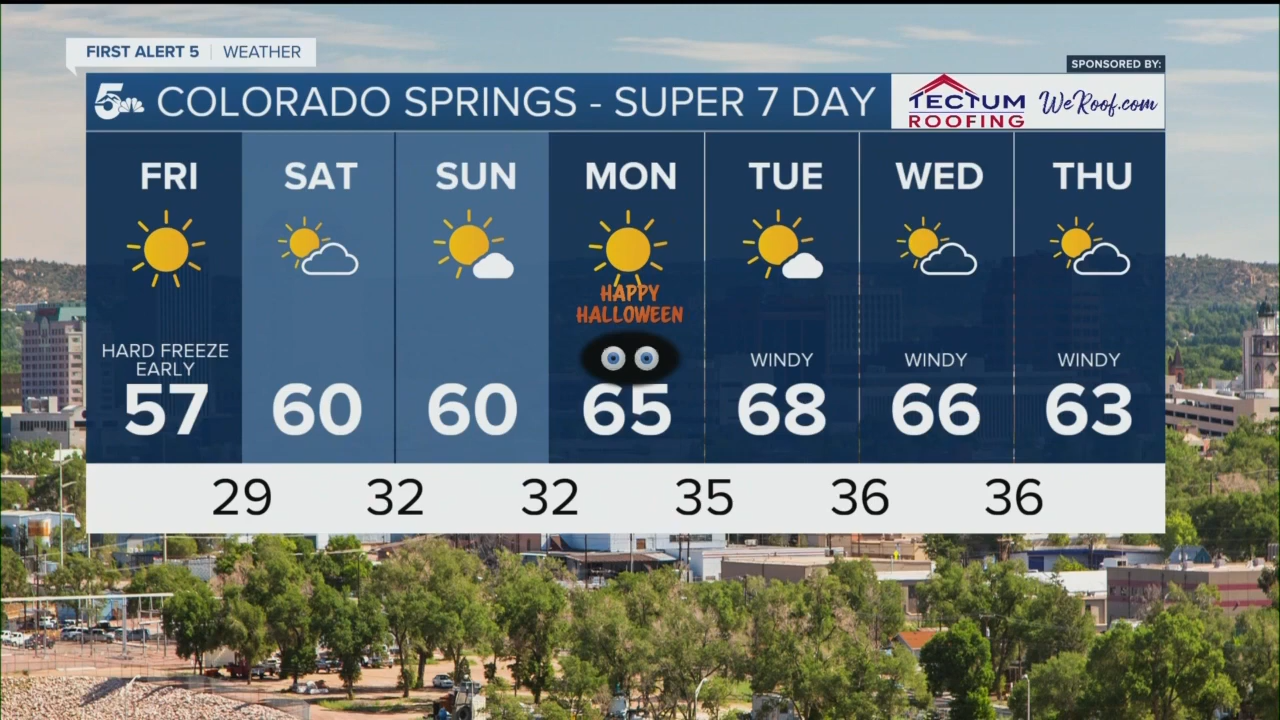 FIRST ALERT 5 | WEATHER
SPONSORED BY:
5 COLORADO SPRINGS - SUPER 7 DAY
TECTUM
ROOFING
WeRoof.com
FRI SAT SUN MON TUE WED THU
HAPPY
HALLOWEEN
HARD FREEZE
EARLY
WINDY WINDY WINDY
57 60 60 65 68 66 63
29 32 32 35 36 36